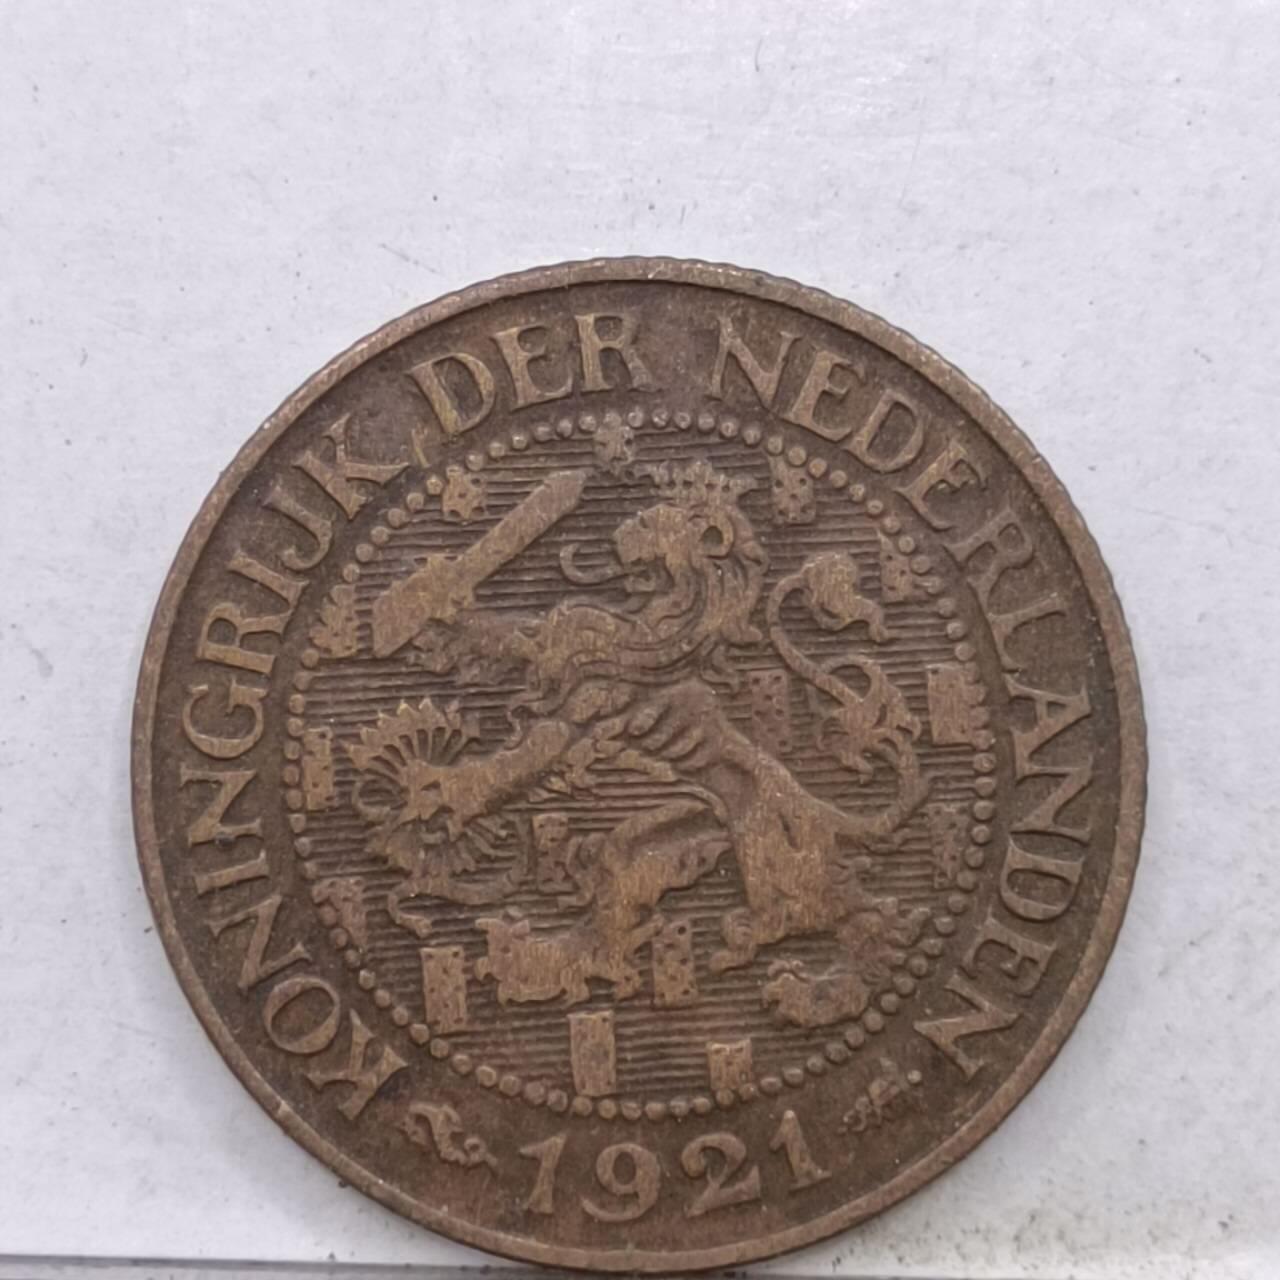 KONINGRIJK DER NEDERLANDEN
1921